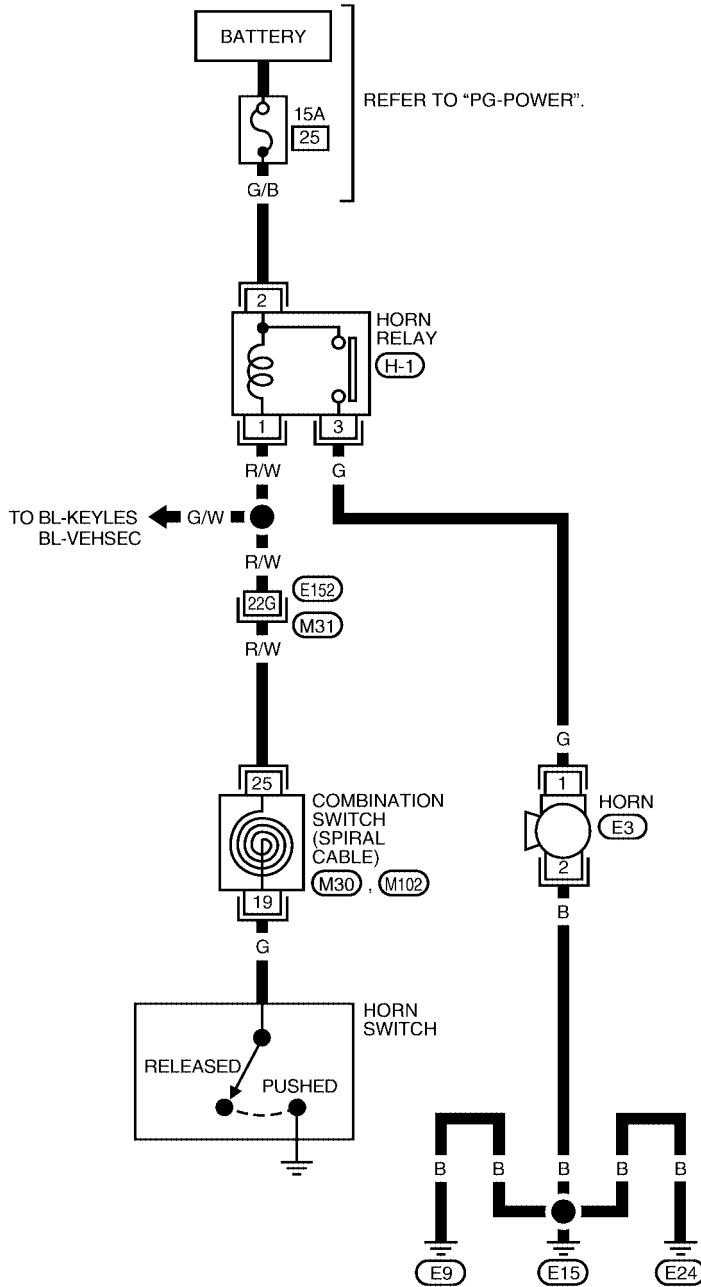 BATTERY
REFER TO “PG-POWER”.
15A
25
G/B
2
HORN
RELAY
H-1
1
3
R/W
G
TO BL-KEYLES
BL-VEHSEC
G/W
R/W
22G
E152
M31
R/W
G
25
COMBINATION
SWITCH
(SPIRAL
CABLE)
M30 , M102
19
1
HORN
E3
2
G
B
HORN
SWITCH
RELEASED
PUSHED
B B B B B
E9 E15 E24